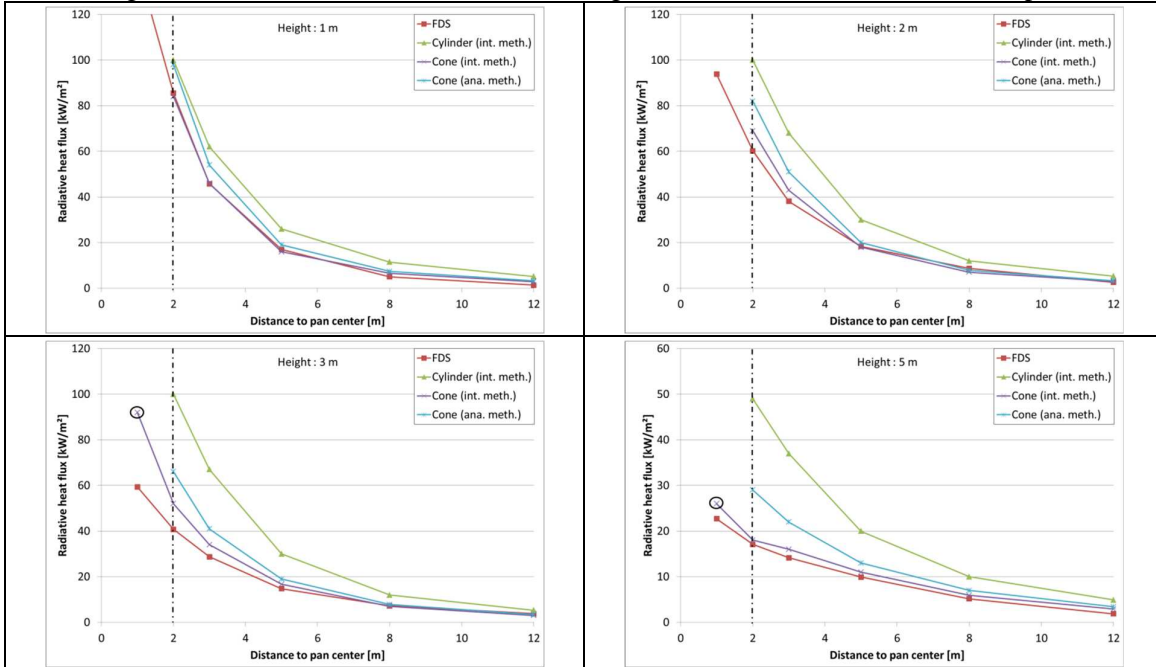 120
Height : 1 m
FDS
Cylinder (int. meth.)
Cone (int. meth.)
Cone (ana. meth.)
100
80
60
40
20
0
Radiative heat flux [kW/m²]
0 2 4 6 8 10 12
Distance to pan center [m]
120
Height : 2 m
FDS
Cylinder (int. meth.)
Cone (int. meth.)
Cone (ana. meth.)
100
80
60
40
20
0
Radiative heat flux [kW/m²]
0 2 4 6 8 10 12
Distance to pan center [m]
120
Height : 3 m
FDS
Cylinder (int. meth.)
Cone (int. meth.)
Cone (ana. meth.)
100
80
60
40
20
0
Radiative heat flux [kW/m²]
0 2 4 6 8 10 12
Distance to pan center [m]
60
Height : 5 m
FDS
Cylinder (int. meth.)
Cone (int. meth.)
Cone (ana. meth.)
50
40
30
20
10
0
Radiative heat flux [kW/m²]
0 2 4 6 8 10 12
Distance to pan center [m]